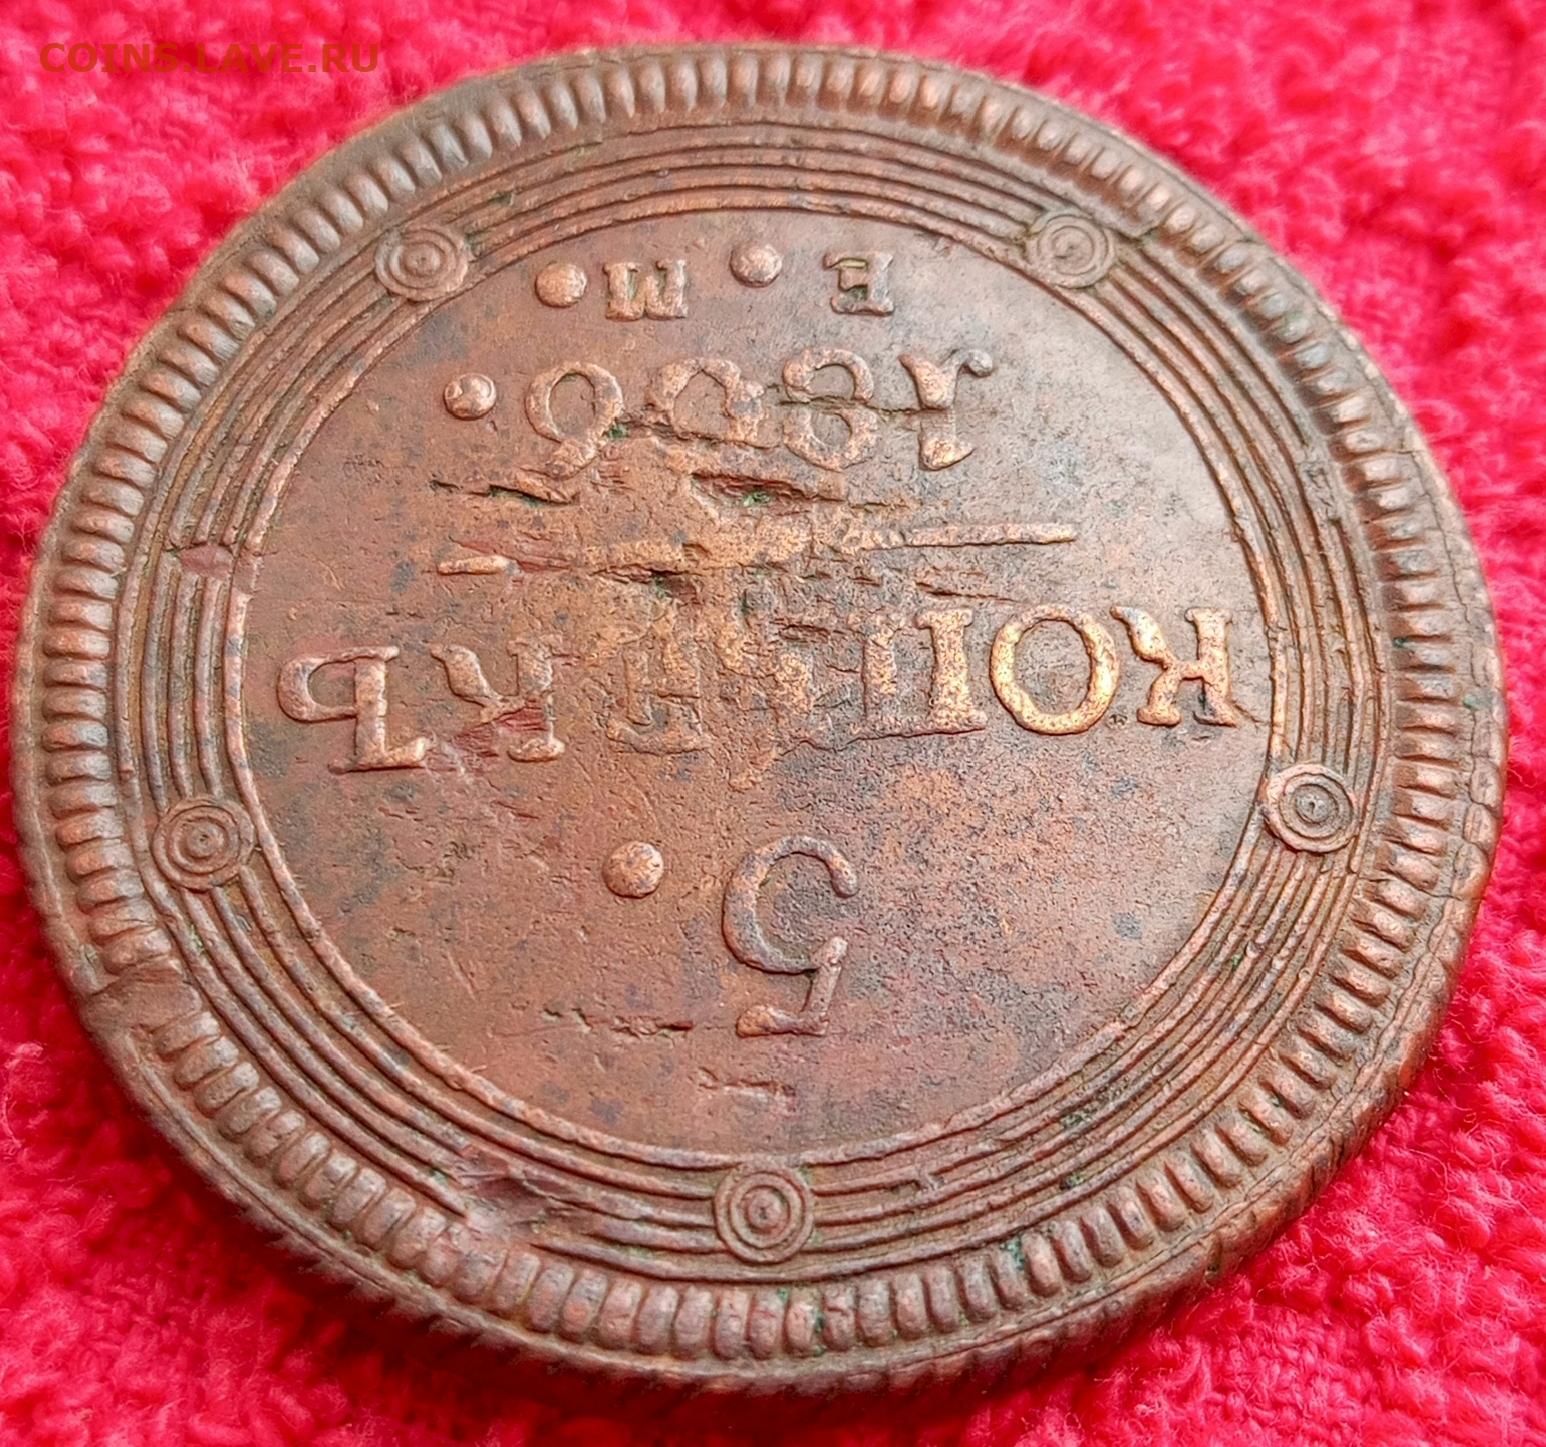 COINS.LAVE.RU
5 •
КОПѢЕКЪ
1806 •
Е • М •